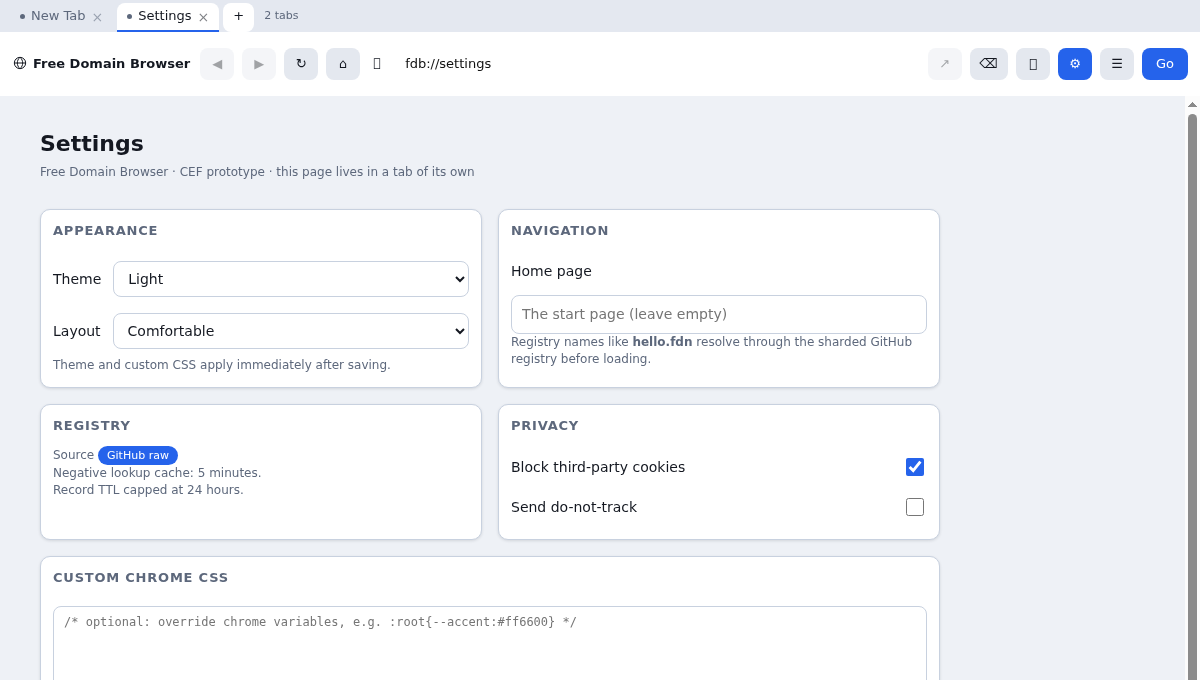 New Tab
Settings
+
2 tabs
Free Domain Browser
fdb://settings
Go
Settings
Free Domain Browser · CEF prototype · this page lives in a tab of its own
APPEARANCE
Theme
Light
Layout
Comfortable
Theme and custom CSS apply immediately after saving.
NAVIGATION
Home page
The start page (leave empty)
Registry names like hello.fdn resolve through the sharded GitHub
registry before loading.
REGISTRY
Source GitHub raw
Negative lookup cache: 5 minutes.
Record TTL capped at 24 hours.
PRIVACY
Block third-party cookies
Send do-not-track
CUSTOM CHROME CSS
/* optional: override chrome variables, e.g. :root{--accent:#ff6600} */